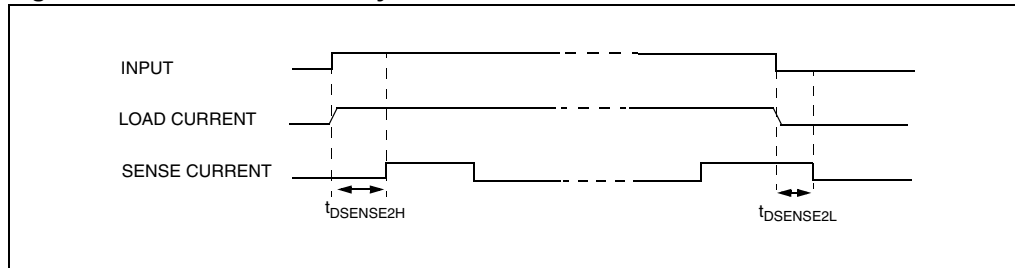 INPUT
LOAD CURRENT
SENSE CURRENT
tDSENSE2H
tDSENSE2L